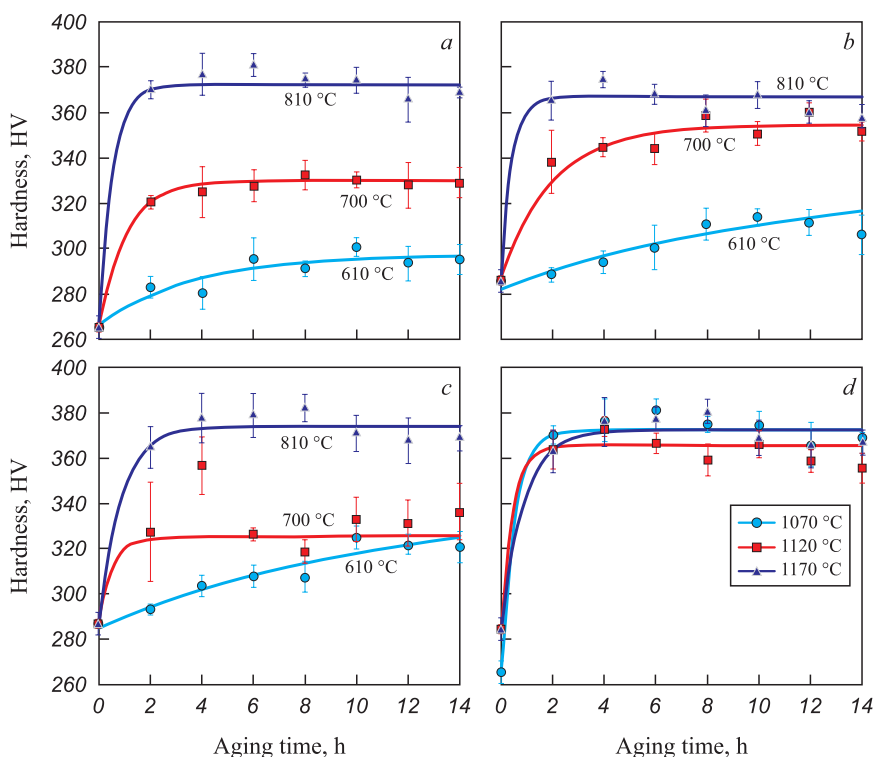 Hardness, HV
400
380
360
340
320
300
280
260
a
810 °C
700 °C
610 °C
b
810 °C
700 °C
610 °C
Hardness, HV
400
380
360
340
320
300
280
260
c
810 °C
700 °C
610 °C
0 2 4 6 8 10 12 14
Aging time, h
d
1070 °C
1120 °C
1170 °C
0 2 4 6 8 10 12 14
Aging time, h